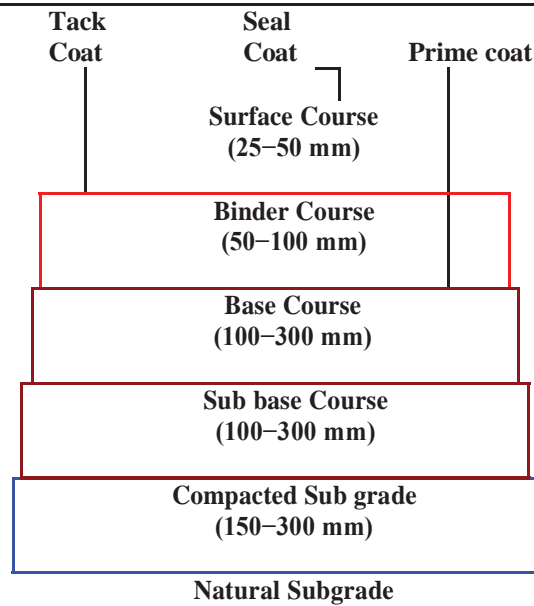 Tack Coat
Seal Coat
Prime coat
Surface Course
(25−50 mm)
Binder Course
(50−100 mm)
Base Course
(100−300 mm)
Sub base Course
(100−300 mm)
Compacted Sub grade
(150−300 mm)
Natural Subgrade